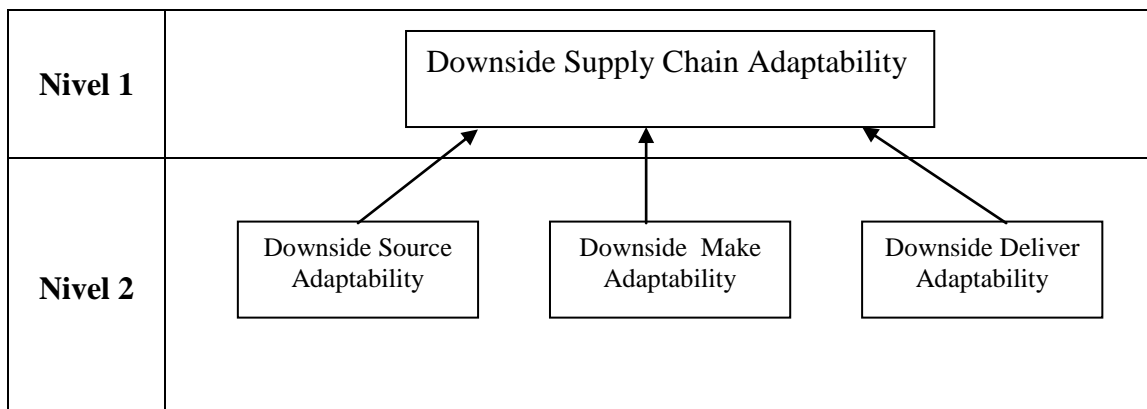 Nivel 1
Downside Supply Chain Adaptability
Nivel 2
Downside Source
Adaptability
Downside  Make
Adaptability
Downside Deliver
Adaptability